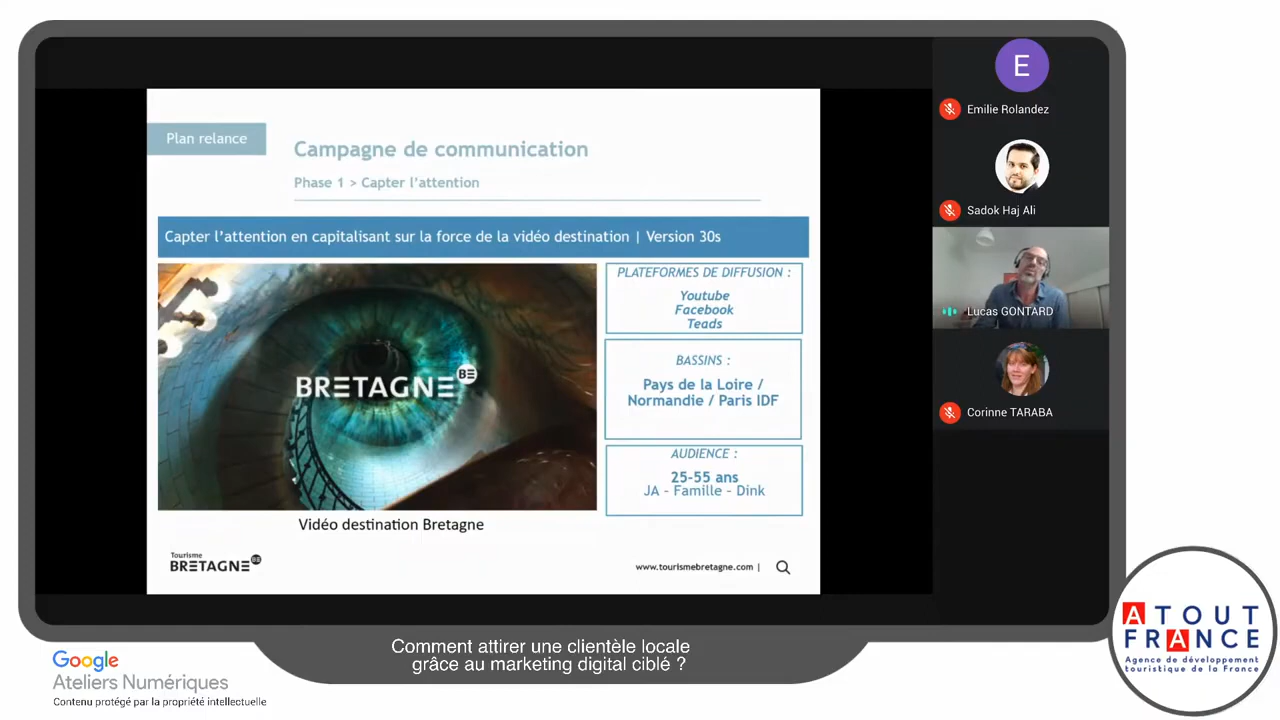 Plan relance
Campagne de communication
Phase 1 > Capter l'attention
Capter l'attention en capitalisant sur la force de la vidéo destination | Version 30s
BRETAGNE BE
PLATEFORMES DE DIFFUSION :
Youtube
Facebook
Teads
BASSINS :
Pays de la Loire /
Normandie / Paris IDF
AUDIENCE :
25-55 ans
JA - Famille - Dink
Vidéo destination Bretagne
Tourisme
BRETAGNE BE
www.tourismebretagne.com |
E
Emilie Rolandez
Sadok Haj Ali
Lucas GONTARD
Corinne TARABA
Comment attirer une clientèle locale
grâce au marketing digital ciblé ?
Google
Ateliers Numériques
Contenu protégé par la propriété intellectuelle
ATOUT
FRANCE
Agence de développement
touristique de la France